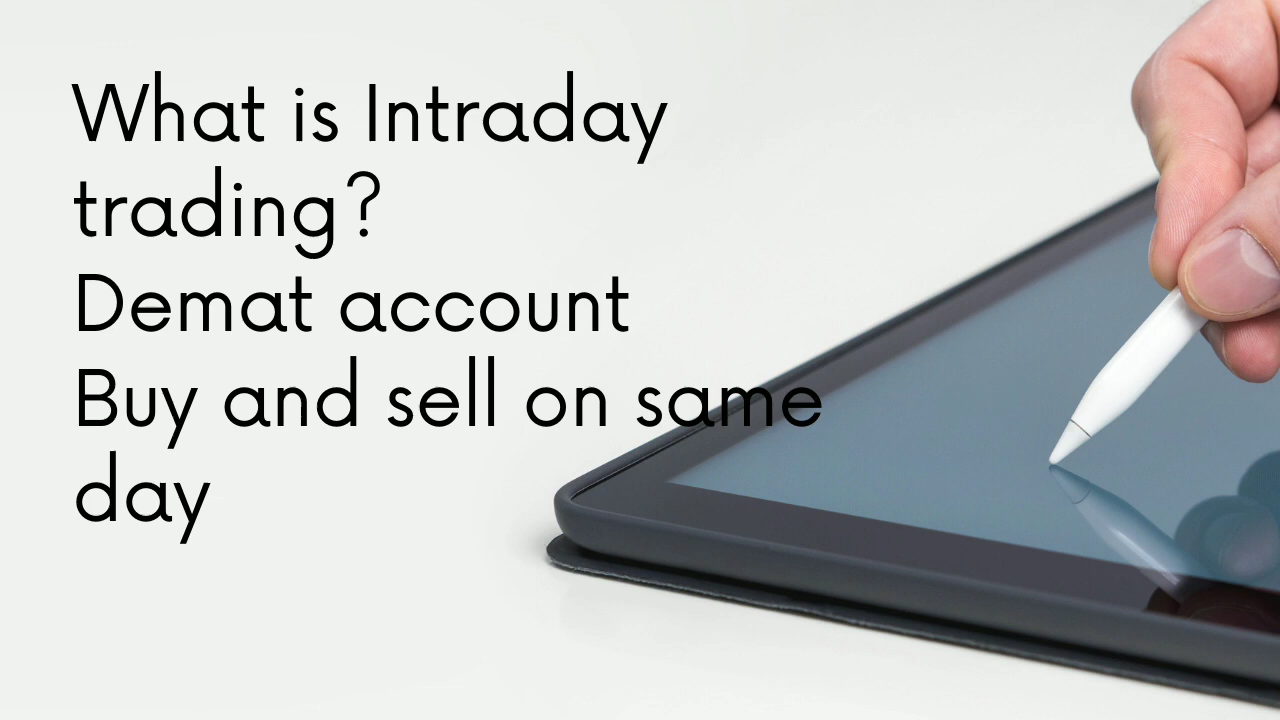 What is Intraday
trading?
Demat account
Buy and sell on same
day